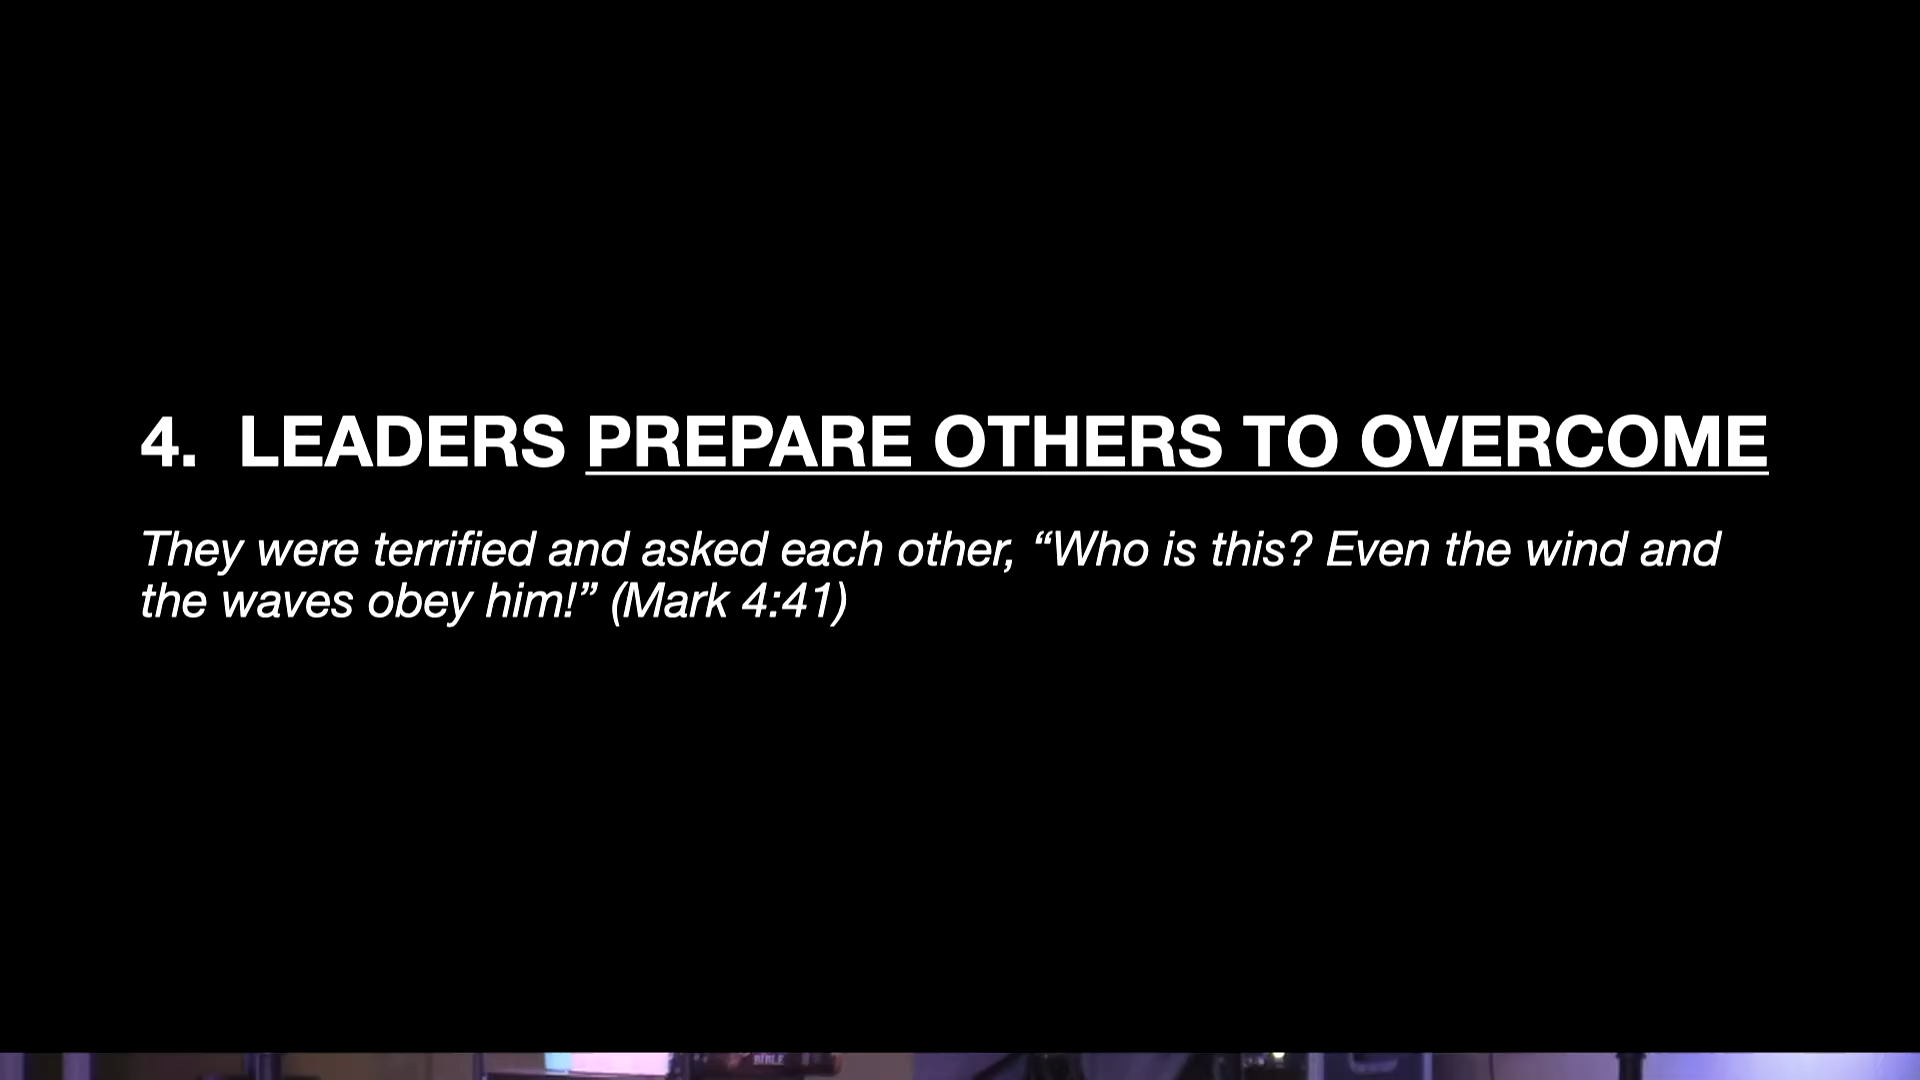 4. LEADERS PREPARE OTHERS TO OVERCOME
They were terrified and asked each other, “Who is this? Even the wind and
the waves obey him!” (Mark 4:41)
BIBLE